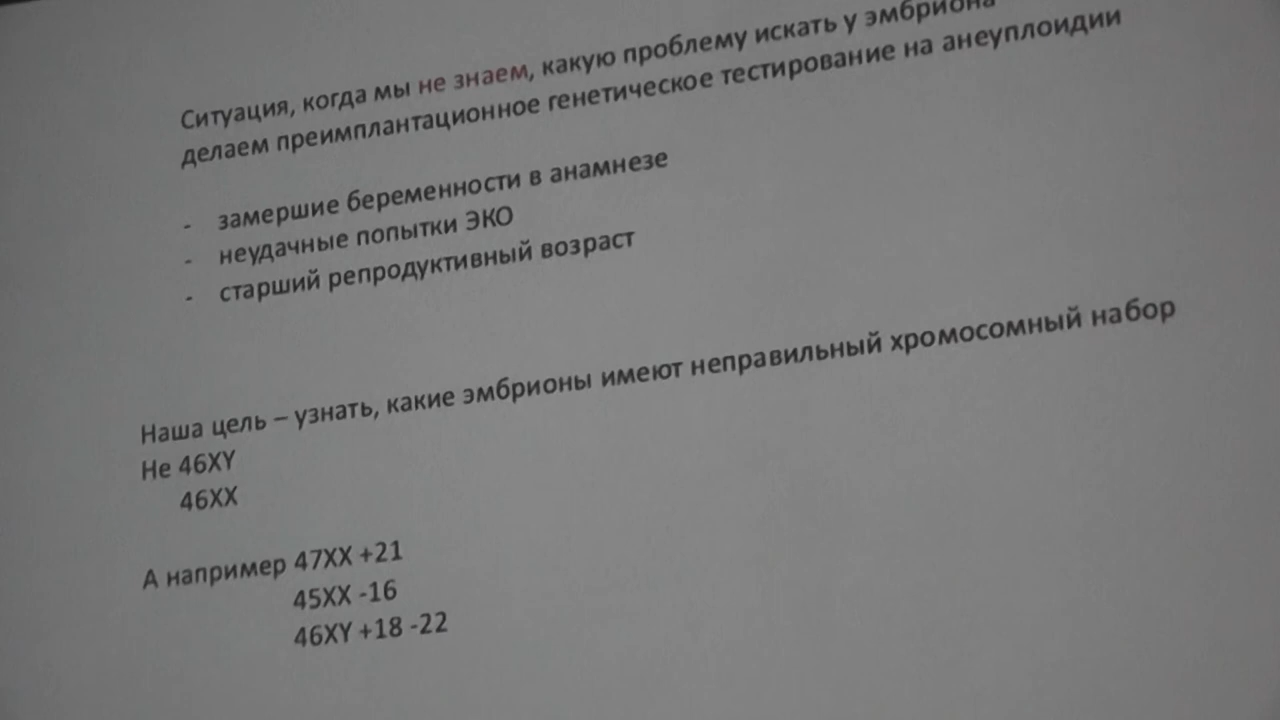 Ситуация, когда мы не знаем, какую проблему искать у эмбриона
делаем преимплантационное генетическое тестирование на анеуплоидии
- замершие беременности в анамнезе
- неудачные попытки ЭКО
- старший репродуктивный возраст
Наша цель – узнать, какие эмбрионы имеют неправильный хромосомный набор
Не 46XY
46XX
А например 47XX +21
45XX -16
46XY +18 -22